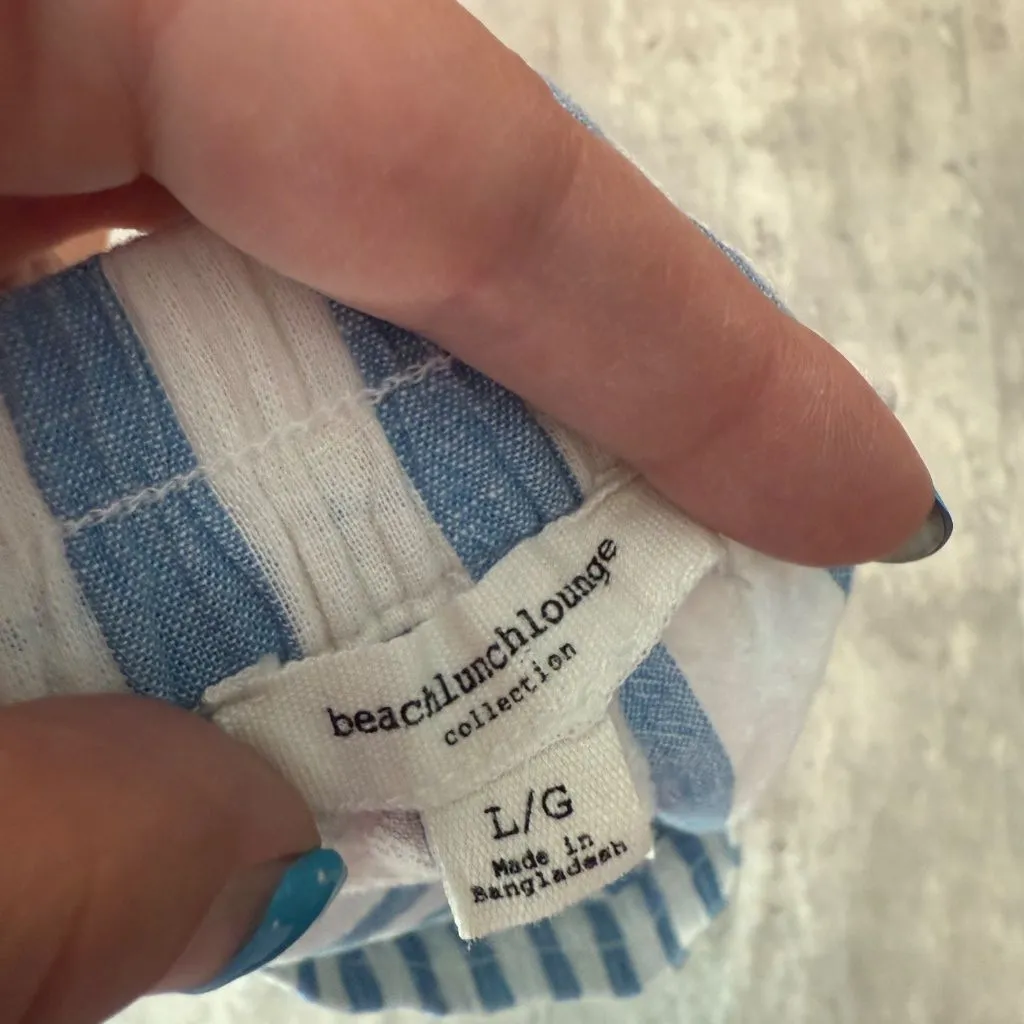 beachlunchlounge
collection
L/G
Made in
Bangladesh